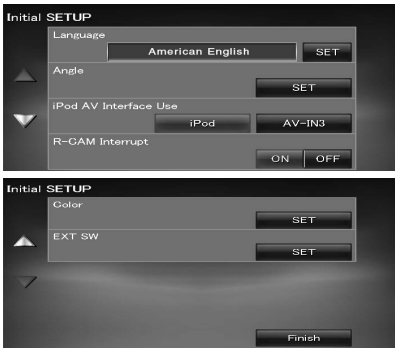 Initial SETUP
Language
American English SET
Angle
SET
iPod AV Interface Use
iPod AV-IN3
R-CAM Interrupt
ON OFF
Initial SETUP
Color
SET
EXT SW
SET
Finish